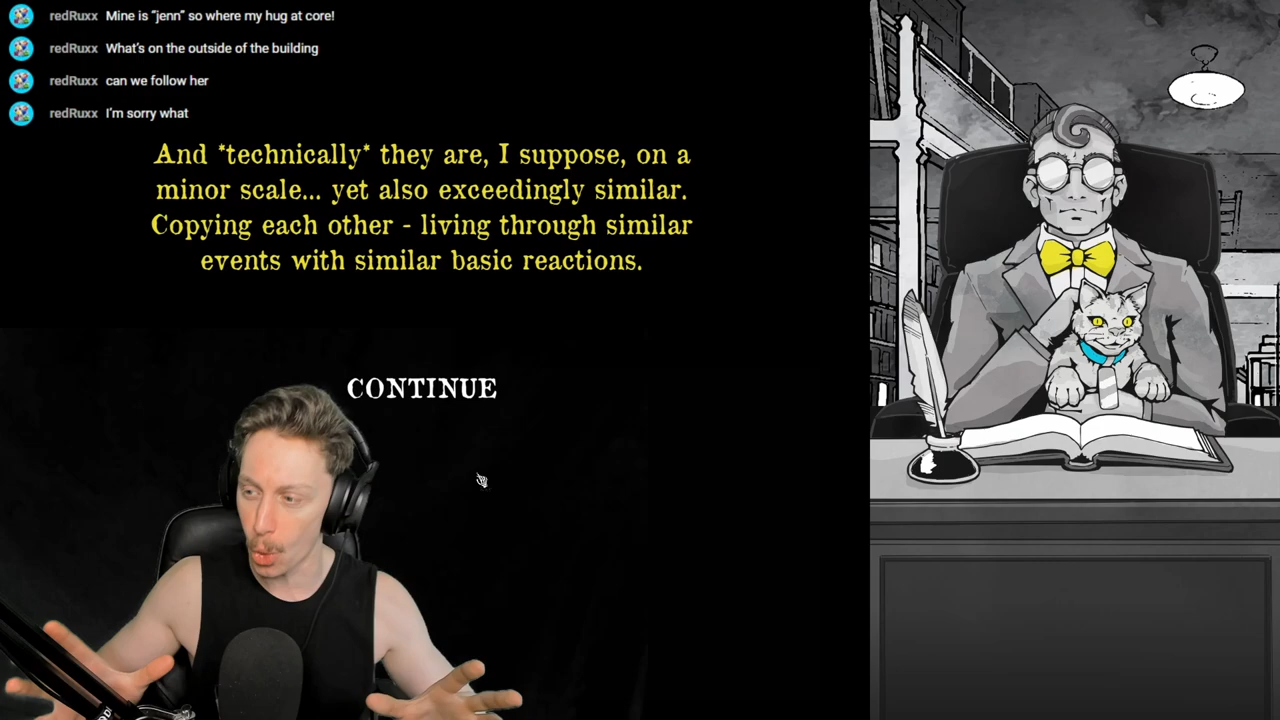 redRuxx Mine is “jenn” so where my hug at core!
redRuxx What’s on the outside of the building
redRuxx can we follow her
redRuxx I’m sorry what
And *technically* they are, I suppose, on a
minor scale... yet also exceedingly similar.
Copying each other - living through similar
events with similar basic reactions.
CONTINUE